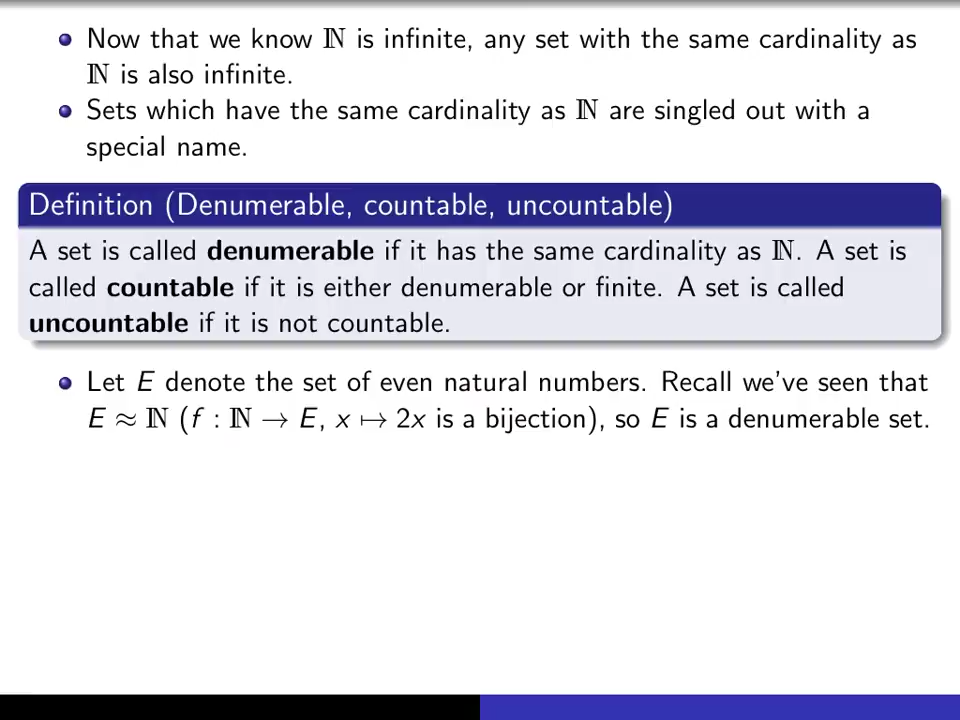 Now that we know ℕ is infinite, any set with the same cardinality as
ℕ is also infinite.
Sets which have the same cardinality as ℕ are singled out with a
special name.
Definition (Denumerable, countable, uncountable)
A set is called denumerable if it has the same cardinality as ℕ. A set is
called countable if it is either denumerable or finite. A set is called
uncountable if it is not countable.
Let E denote the set of even natural numbers. Recall we've seen that
E ≈ ℕ (f : ℕ → E, x ↦ 2x is a bijection), so E is a denumerable set.